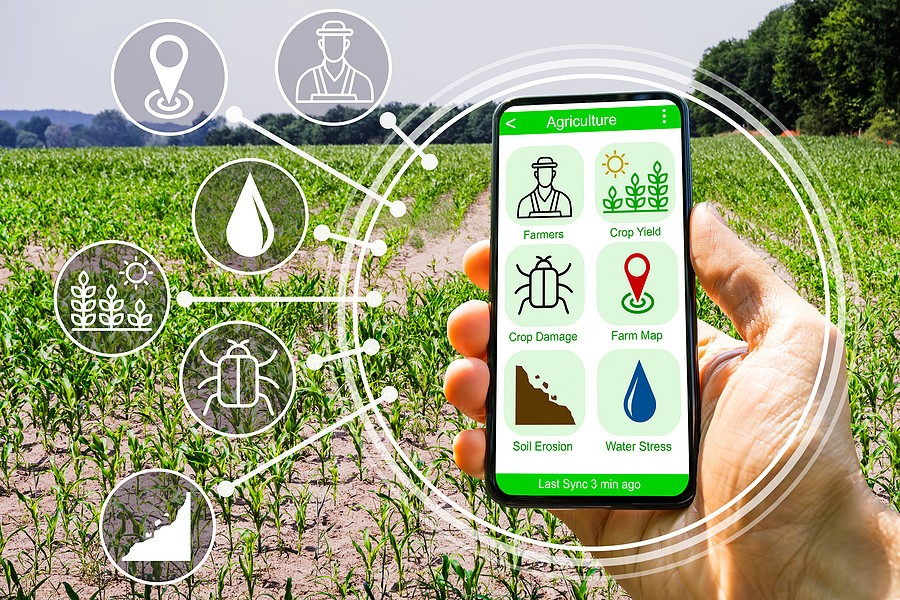 < Agriculture
Farmers
Crop Yield
Crop Damage
Farm Map
Soil Erosion
Water Stress
Last Sync 3 min ago